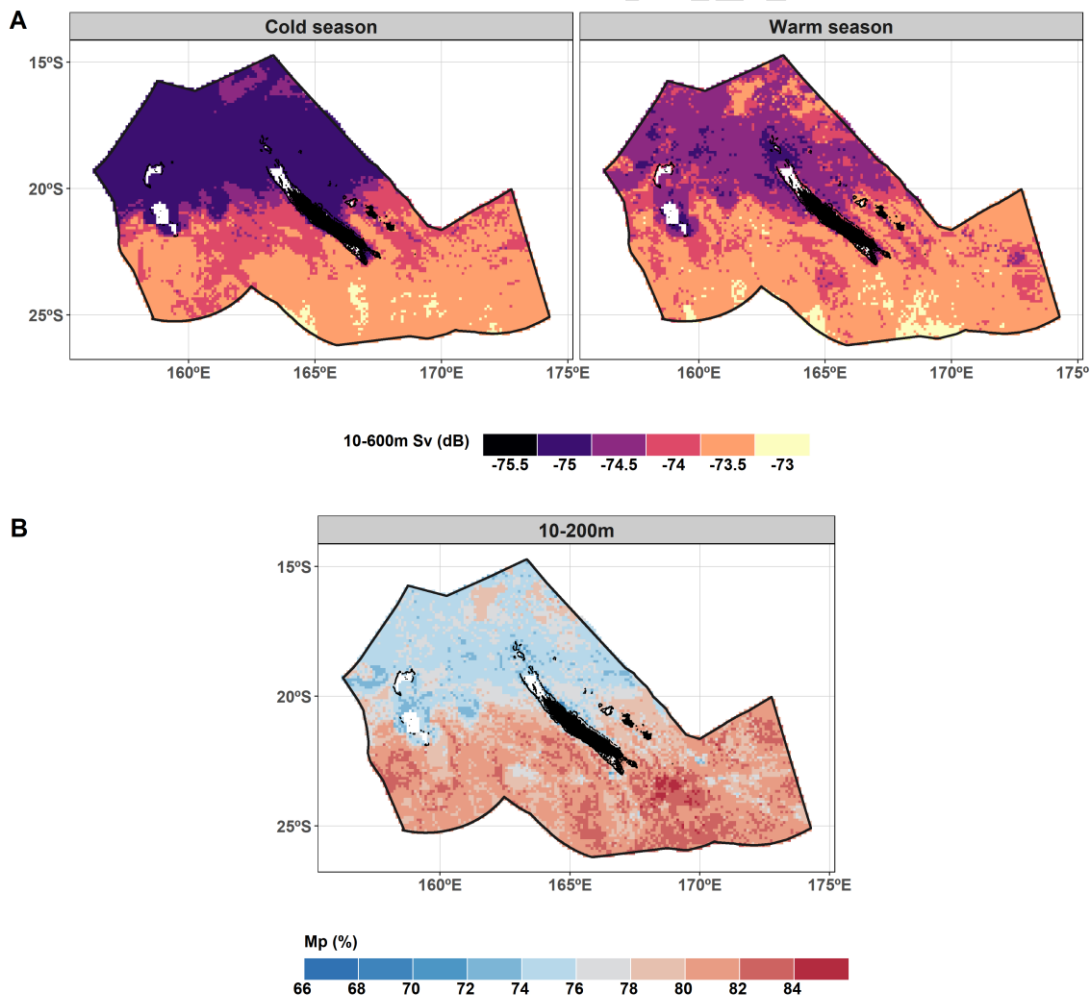 A
Cold season
Warm season
15ºS
20ºS
25ºS
160ºE 165ºE 170ºE 175º 160ºE 165ºE 170ºE 175º
10-600m Sv (dB)
-75.5 -75 -74.5 -74 -73.5 -73
B
10-200m
15ºS
20ºS
25ºS
160ºE 165ºE 170ºE 175ºE
Mp (%)
66 68 70 72 74 76 78 80 82 84